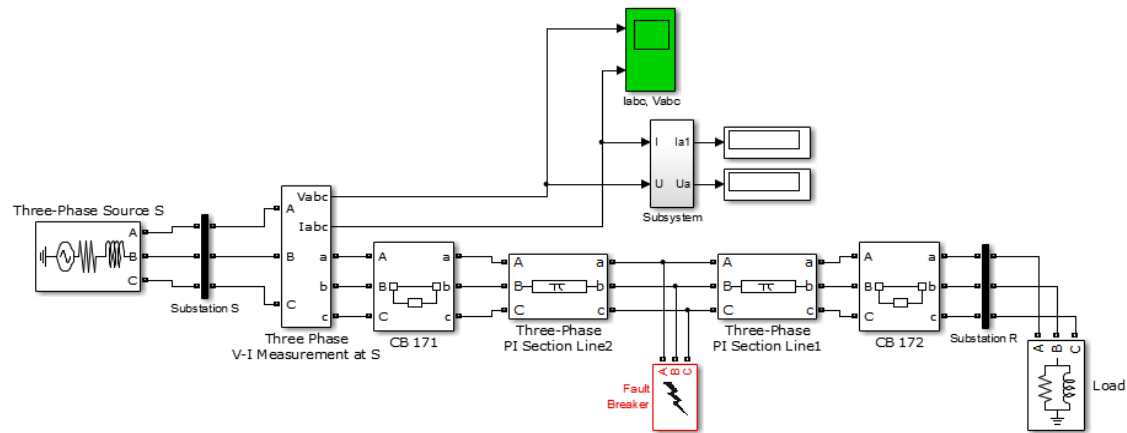 Iabc, Vabc
I
Ia1
U
Ua
Subsystem
Three-Phase Source S
A
B
C
Substation S
A
B
C
Vabc
Iabc
a
b
c
Three Phase
V-I Measurement at S
A
B
C
a
b
c
CB 171
A
B
C
a
b
c
Three-Phase
PI Section Line2
A
B
C
a
b
c
Three-Phase
PI Section Line1
A
B
C
a
b
c
CB 172
Substation R
A B C
Fault
Breaker
A B C
Load